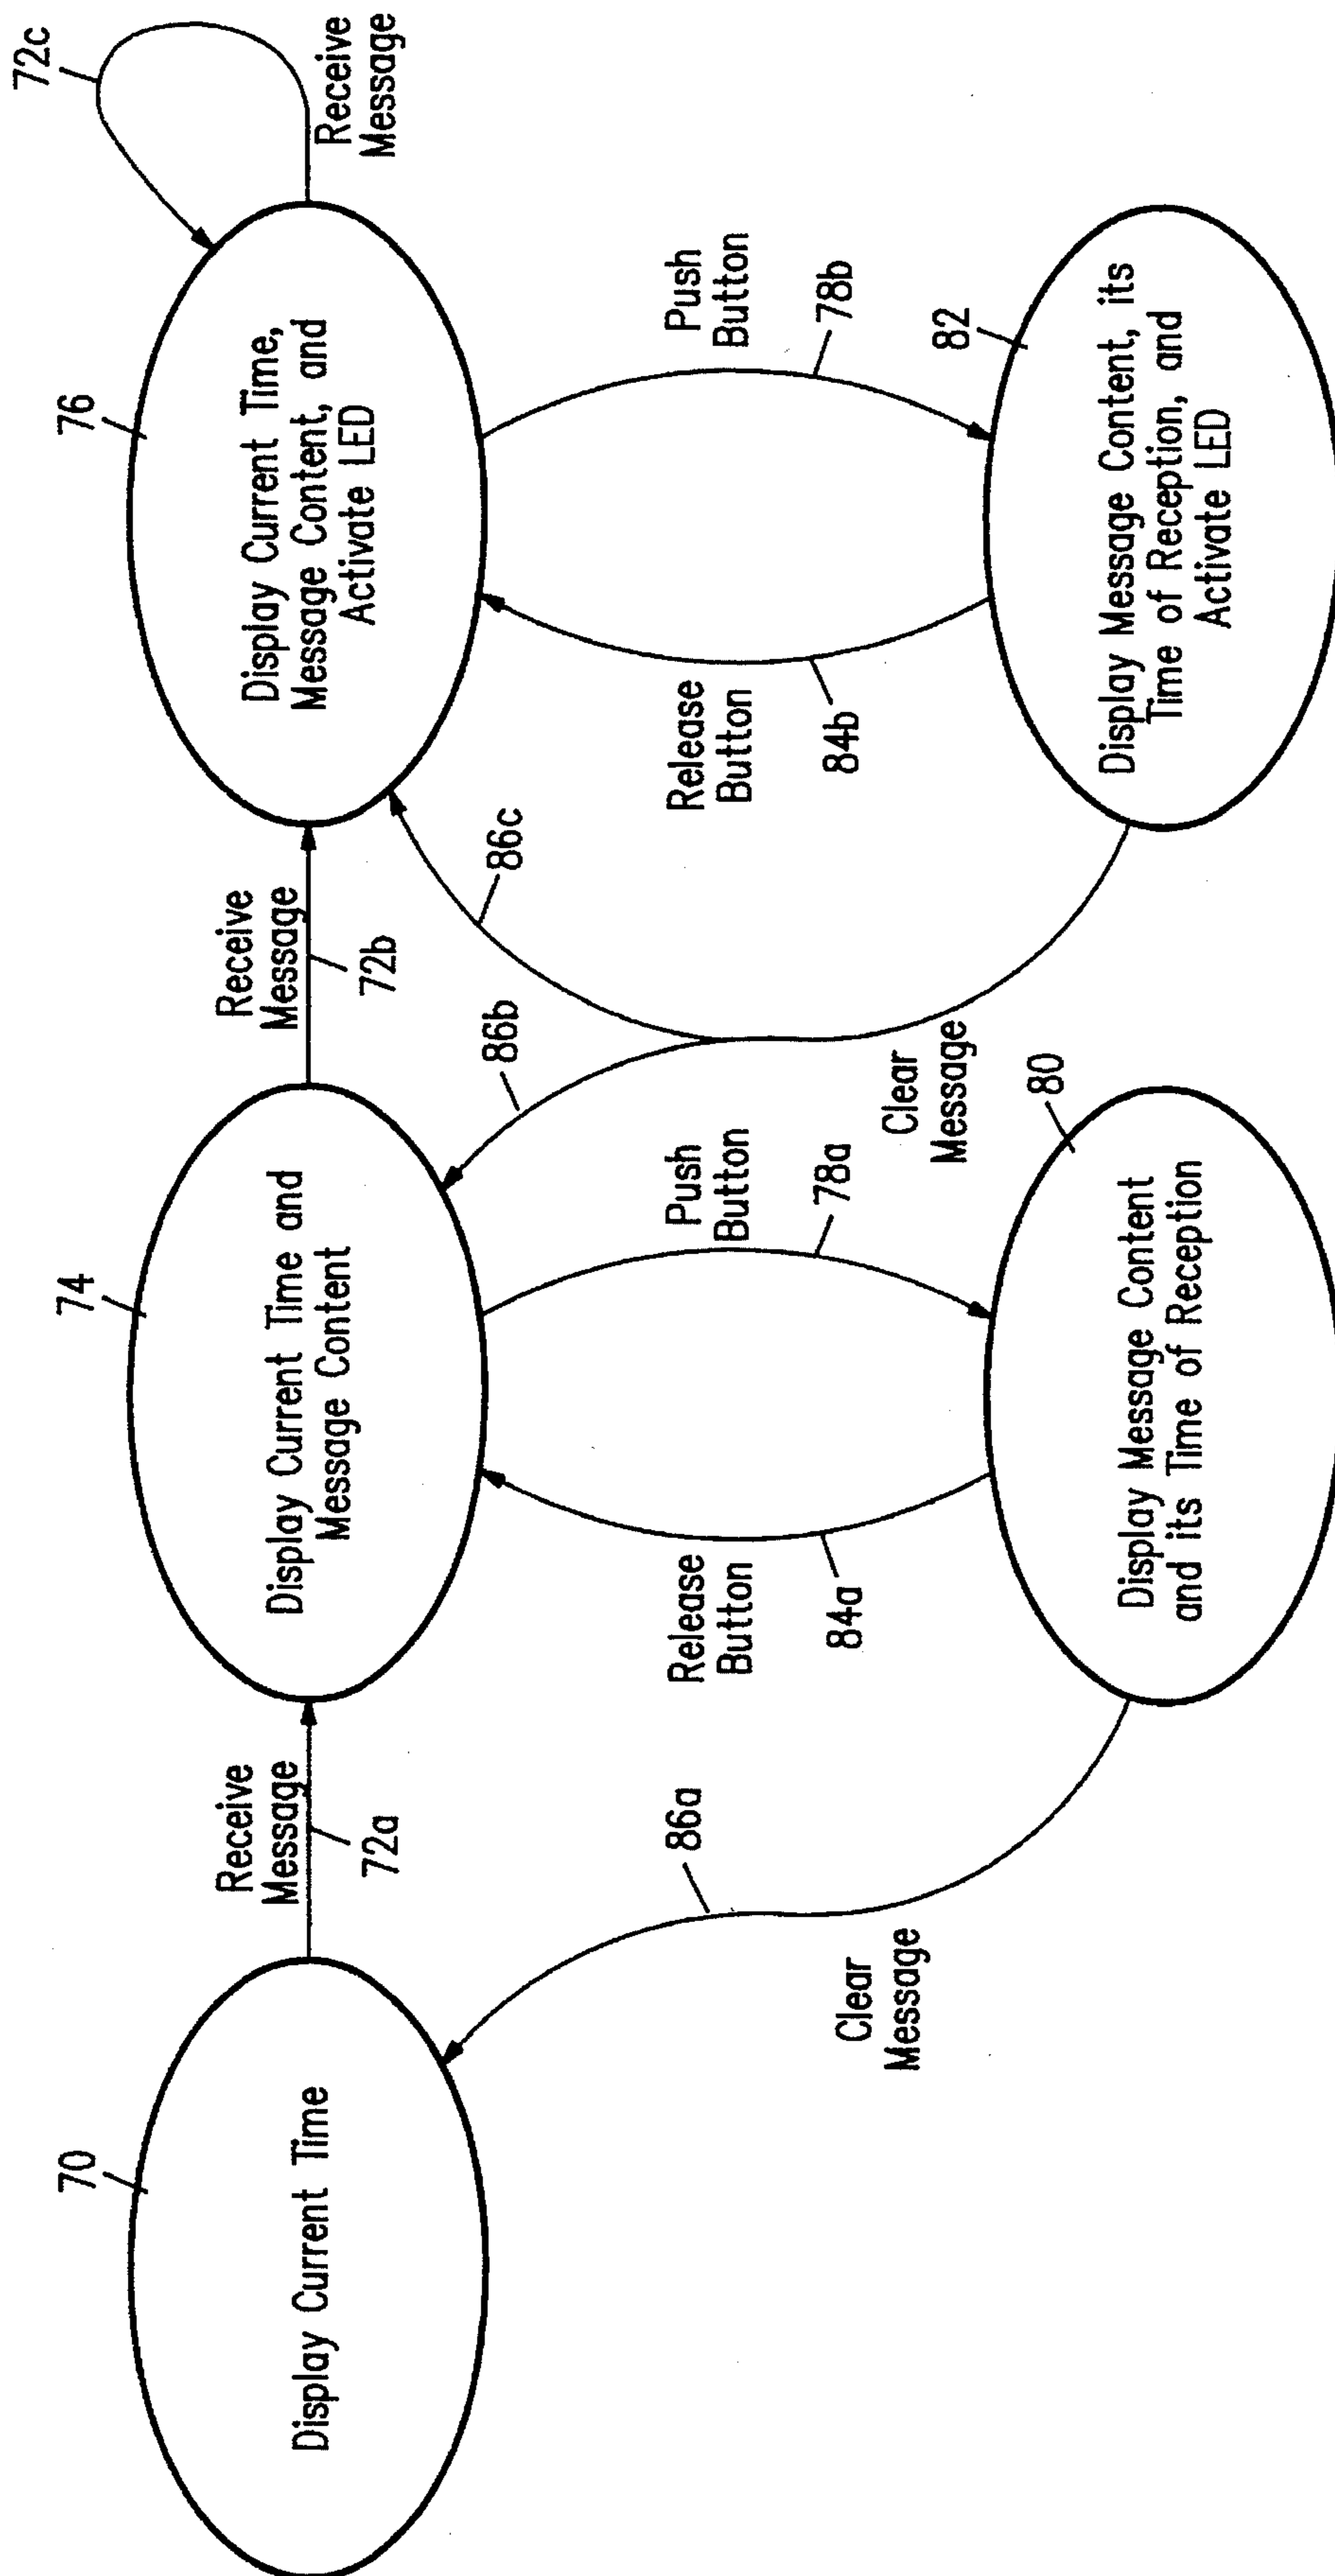 70
Display Current Time
Receive
Message
72a
74
Display Current Time and
Message Content
Receive
Message
72b
76
Display Current Time,
Message Content, and
Activate LED
72c
Receive
Message
86a
Clear
Message
Release
Button
84a
Push
Button
78a
86b
86c
Clear
Message
Release
Button
84b
Push
Button
78b
80
Display Message Content
and its Time of Reception
82
Display Message Content, its
Time of Reception, and
Activate LED